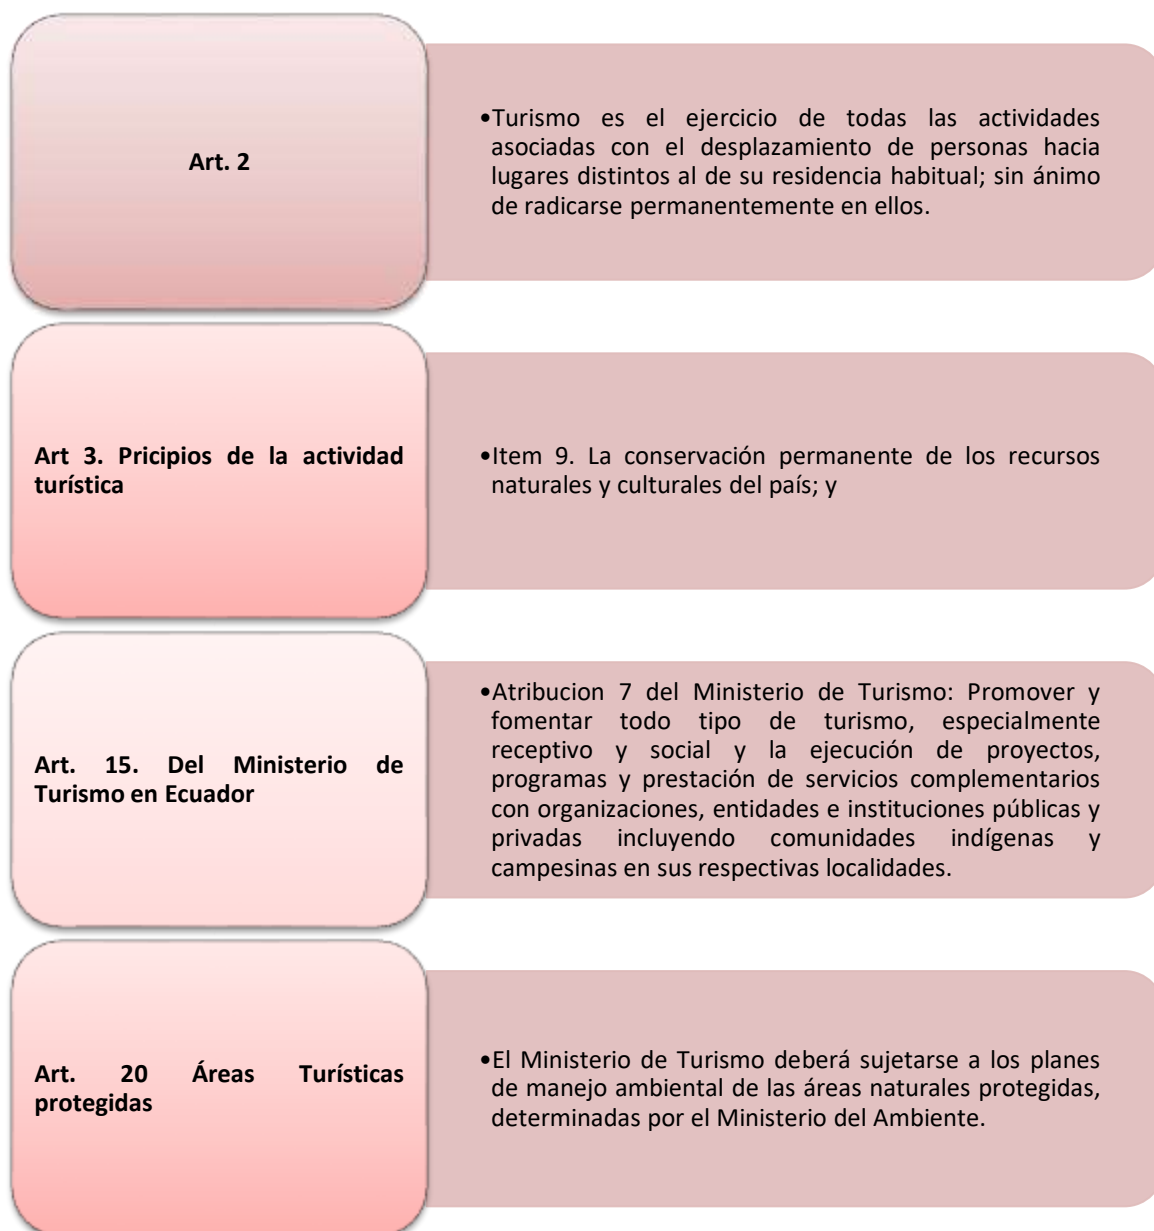 Art. 2
•Turismo es el ejercicio de todas las actividades
asociadas con el desplazamiento de personas hacia
lugares distintos al de su residencia habitual; sin ánimo
de radicarse permanentemente en ellos.
Art 3. Pricipios de la actividad
turística
•Item 9. La conservación permanente de los recursos
naturales y culturales del país; y
Art. 15. Del Ministerio de
Turismo en Ecuador
•Atribucion 7 del Ministerio de Turismo: Promover y
fomentar todo tipo de turismo, especialmente
receptivo y social y la ejecución de proyectos,
programas y prestación de servicios complementarios
con organizaciones, entidades e instituciones públicas y
privadas incluyendo comunidades indígenas y
campesinas en sus respectivas localidades.
Art. 20 Áreas Turísticas
protegidas
•El Ministerio de Turismo deberá sujetarse a los planes
de manejo ambiental de las áreas naturales protegidas,
determinadas por el Ministerio del Ambiente.